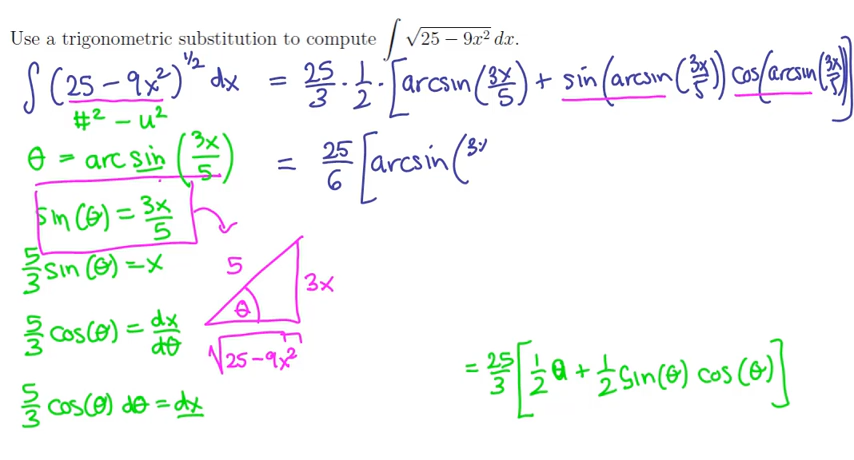 Use a trigonometric substitution to compute ∫ √(25 − 9x²) dx.
∫ (25 − 9x²)^(1/2) dx = 25/3 · 1/2 · [arcsin(3x/5) + sin(arcsin(3x/5)) cos(arcsin(3x/5))]
#² − u²
θ = arcsin(3x/5)
= 25/6 [arcsin(3x
sin(θ) = 3x/5
5/3 sin(θ) = x
5
3x
θ
√(25 − 9x²)
5/3 cos(θ) = dx/dθ
= 25/3 [1/2 θ + 1/2 sin(θ) cos(θ)]
5/3 cos(θ) dθ = dx